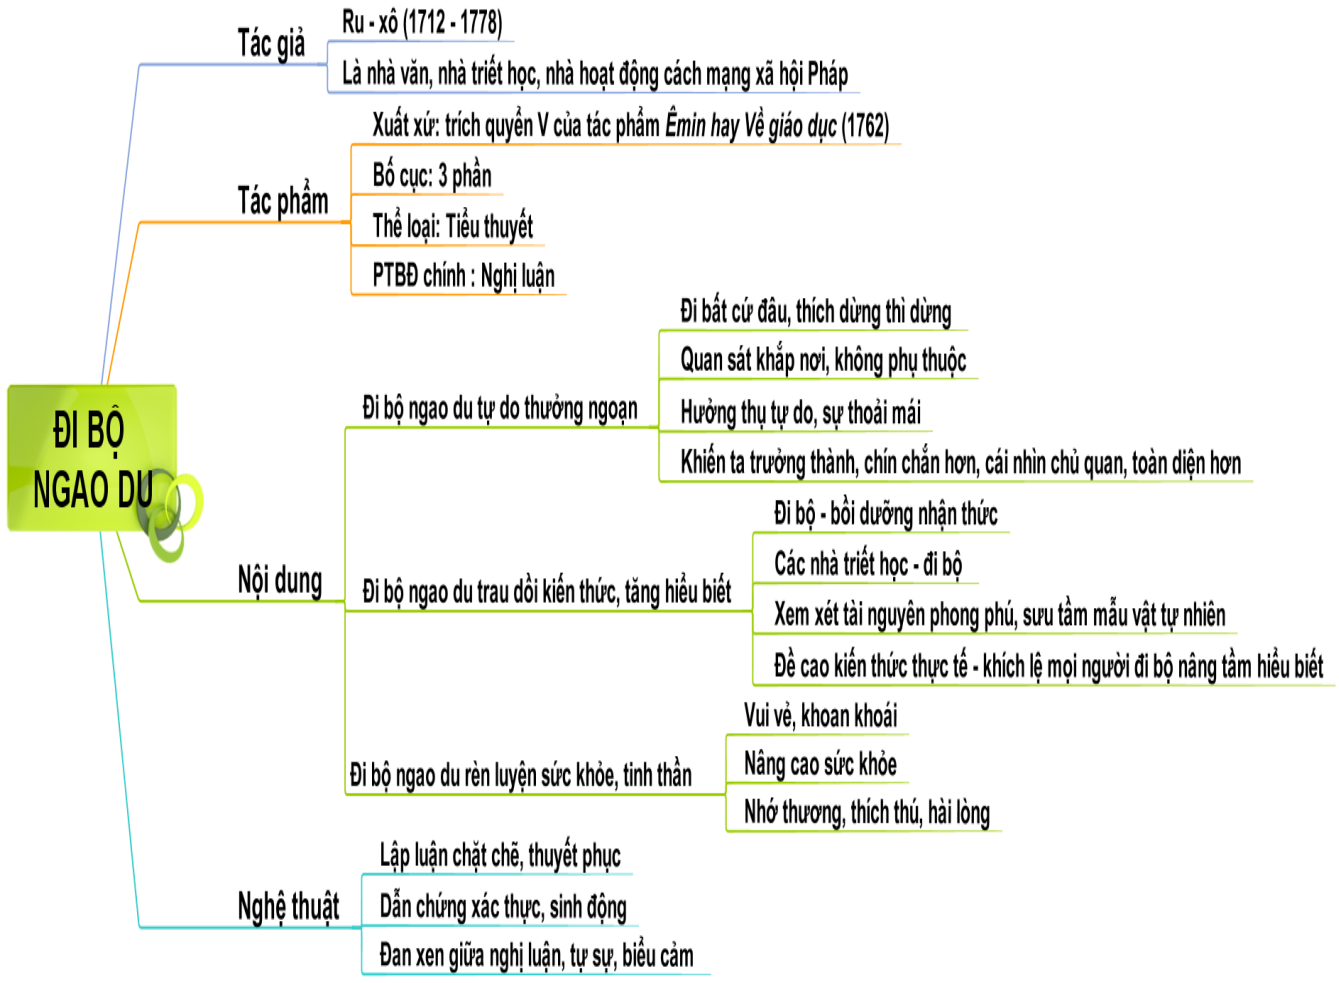 ĐI BỘ
NGAO DU
Tác giả
Ru - xô (1712 - 1778)
Là nhà văn, nhà triết học, nhà hoạt động cách mạng xã hội Pháp
Tác phẩm
Xuất xứ: trích quyển V của tác phẩm Êmin hay Về giáo dục (1762)
Bố cục: 3 phần
Thể loại: Tiểu thuyết
PTBĐ chính : Nghị luận
Nội dung
Đi bộ ngao du tự do thưởng ngoạn
Đi bất cứ đâu, thích dừng thì dừng
Quan sát khắp nơi, không phụ thuộc
Hưởng thụ tự do, sự thoải mái
Khiến ta trưởng thành, chín chắn hơn, cái nhìn chủ quan, toàn diện hơn
Đi bộ ngao du trau dồi kiến thức, tăng hiểu biết
Đi bộ - bồi dưỡng nhận thức
Các nhà triết học - đi bộ
Xem xét tài nguyên phong phú, sưu tầm mẫu vật tự nhiên
Đề cao kiến thức thực tế - khích lệ mọi người đi bộ nâng tầm hiểu biết
Đi bộ ngao du rèn luyện sức khỏe, tinh thần
Vui vẻ, khoan khoái
Nâng cao sức khỏe
Nhớ thương, thích thú, hài lòng
Nghệ thuật
Lập luận chặt chẽ, thuyết phục
Dẫn chứng xác thực, sinh động
Đan xen giữa nghị luận, tự sự, biểu cảm